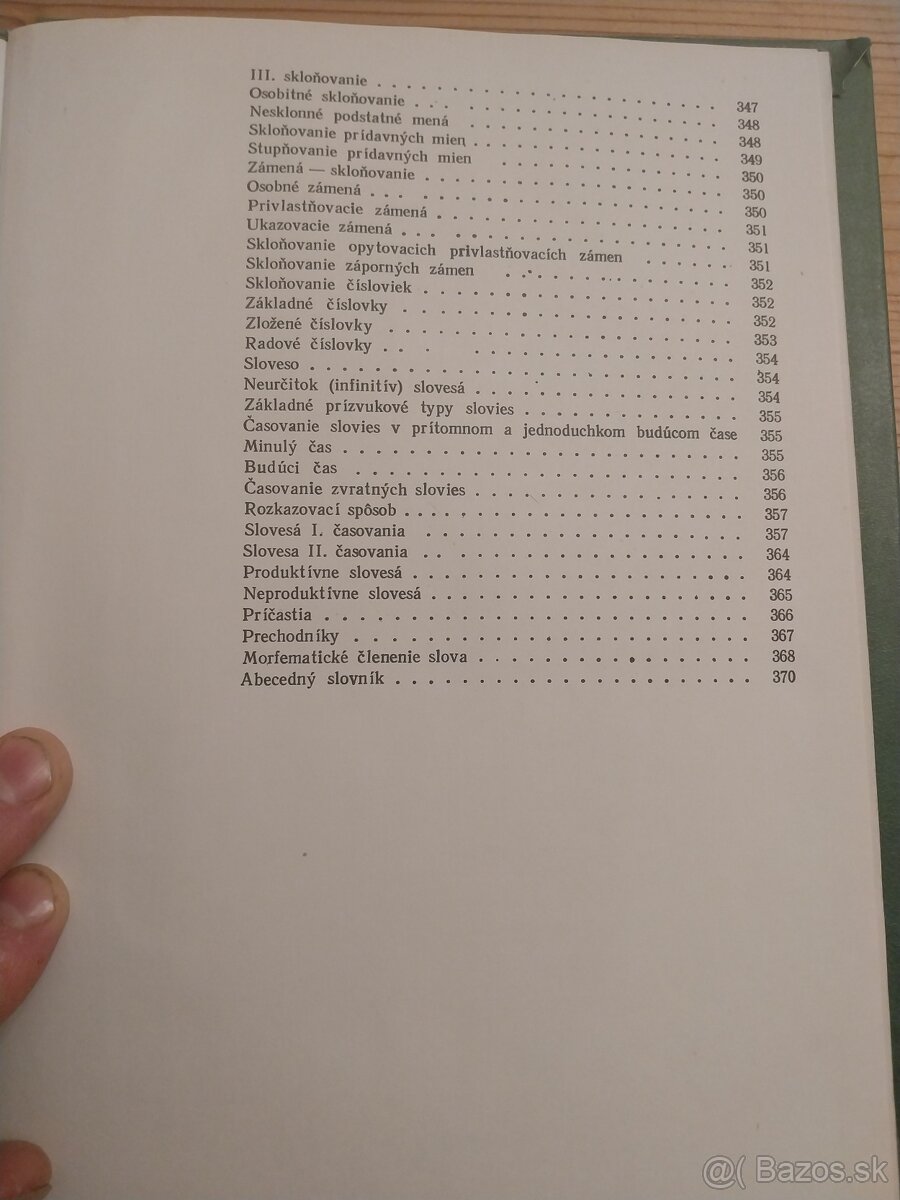 III. skloňovanie . . . . . . . . . . . . . . . . . . 347
Osobitné skloňovanie . . . . . . . . . . . . . . . . 348
Nesklonné podstatné mená . . . . . . . . . . . . . . 348
Skloňovanie prídavných mien . . . . . . . . . . . . . 349
Stupňovanie prídavných mien . . . . . . . . . . . . . 350
Zámená — skloňovanie . . . . . . . . . . . . . . . . 350
Osobné zámená . . . . . . . . . . . . . . . . . . 350
Privlastňovacie zámená . . . . . . . . . . . . . . . 351
Ukazovacie zámená . . . . . . . . . . . . . . . . . 351
Skloňovanie opytovacich privlastňovacích zámen . . . . . . 351
Skloňovanie záporných zámen . . . . . . . . . . . . . 352
Skloňovanie čísloviek . . . . . . . . . . . . . . . . 352
Základné číslovky . . . . . . . . . . . . . . . . . 352
Zložené číslovky . . . . . . . . . . . . . . . . . . 353
Radové číslovky . . . . . . . . . . . . . . . . . . 354
Sloveso . . . . . . . . . . . . . . . . . . . . . 354
Neurčitok (infinitív) slovesá . . . . . . . . . . . . . 354
Základné prízvukové typy slovies . . . . . . . . . . . 355
Časovanie slovies v prítomnom a jednoduchkom budúcom čase 355
Minulý čas . . . . . . . . . . . . . . . . . . . . 355
Budúci čas . . . . . . . . . . . . . . . . . . . . 356
Časovanie zvratných slovies . . . . . . . . . . . . . 356
Rozkazovací spôsob . . . . . . . . . . . . . . . . . 357
Slovesá I. časovania . . . . . . . . . . . . . . . . 357
Slovesa II. časovania . . . . . . . . . . . . . . . . 364
Produktívne slovesá . . . . . . . . . . . . . . . . 364
Neproduktívne slovesá . . . . . . . . . . . . . . . 365
Príčastia . . . . . . . . . . . . . . . . . . . . 366
Prechodníky . . . . . . . . . . . . . . . . . . . 367
Morfematické členenie slova . . . . . . . . . . . . . 368
Abecedný slovník . . . . . . . . . . . . . . . . . 370
@( Bazos.sk